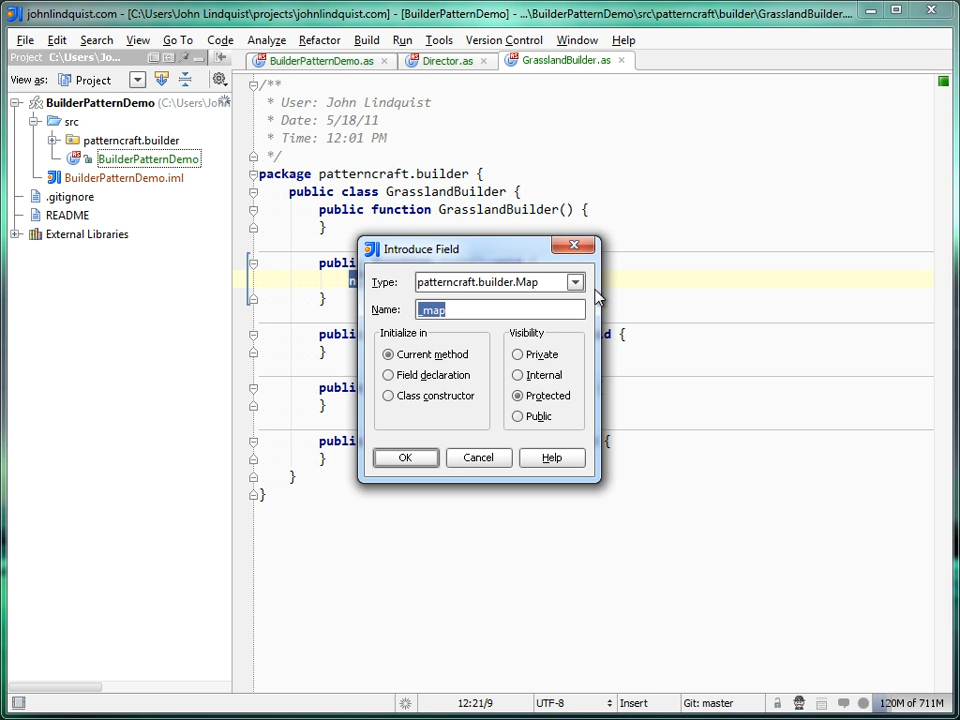 johnlindquist.com - [C:\Users\John Lindquist\projects\johnlindquist.com] - [BuilderPatternDemo] - ...\BuilderPatternDemo\src\patterncraft\builder\GrasslandBuilder....
File Edit Search View Go To Code Analyze Refactor Build Run Tools Version Control Window Help
Project C:\Users\Jo...
BuilderPatternDemo.as Director.as GrasslandBuilder.as
View as: Project
BuilderPatternDemo (C:\Users\John
src
patterncraft.builder
BuilderPatternDemo
BuilderPatternDemo.iml
.gitignore
README
External Libraries
/**
* User: John Lindquist
* Date: 5/18/11
* Time: 12:01 PM
*/
package patterncraft.builder {
public class GrasslandBuilder {
public function GrasslandBuilder() {
}
publi
n
}
publi d {
}
publi
}
publi {
}
}
}
Introduce Field
Type: patterncraft.builder.Map
Name: _map
Initialize in
Current method
Field declaration
Class constructor
Visibility
Private
Internal
Protected
Public
OK Cancel Help
12:21/9 UTF-8 Insert Git: master 120M of 711M